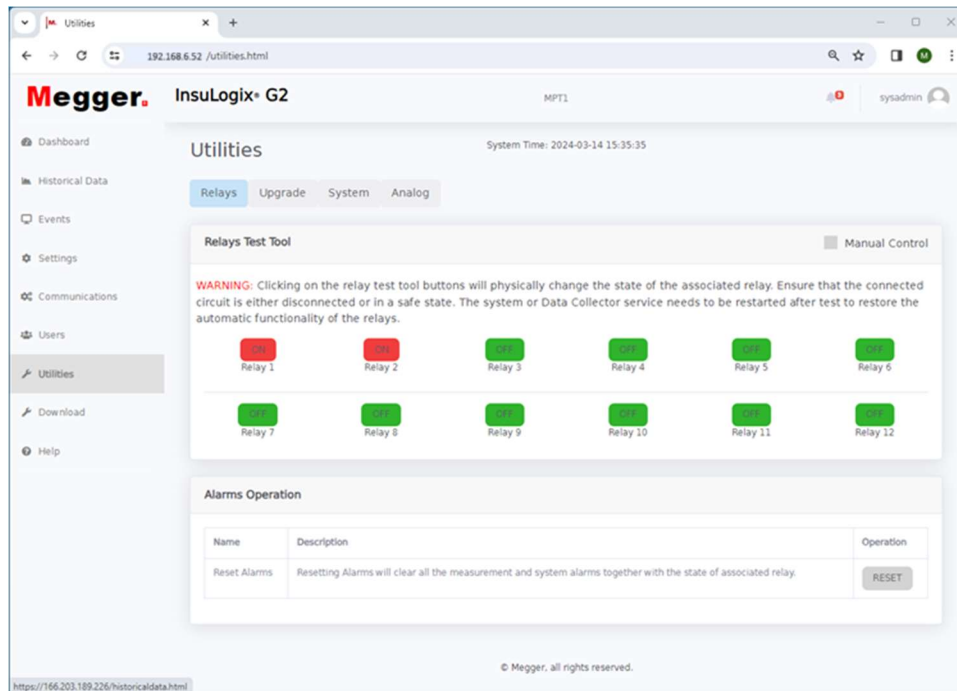 Utilities
192.168.6.52 /utilities.html
M
Megger.
InsuLogix® G2
MPT1
sysadmin
Dashboard
Historical Data
Events
Settings
Communications
Users
Utilities
Download
Help
Utilities
System Time: 2024-03-14 15:35:35
Relays Upgrade System Analog
Relays Test Tool
Manual Control
WARNING: Clicking on the relay test tool buttons will physically change the state of the associated relay. Ensure that the connected
circuit is either disconnected or in a safe state. The system or Data Collector service needs to be restarted after test to restore the
automatic functionality of the relays.
ON ON OFF OFF OFF OFF
Relay 1 Relay 2 Relay 3 Relay 4 Relay 5 Relay 6
OFF OFF OFF OFF OFF OFF
Relay 7 Relay 8 Relay 9 Relay 10 Relay 11 Relay 12
Alarms Operation
Name Description Operation
Reset Alarms Resetting Alarms will clear all the measurement and system alarms together with the state of associated relay. RESET
© Megger, all rights reserved.
https://166.203.189.226/historicaldata.html